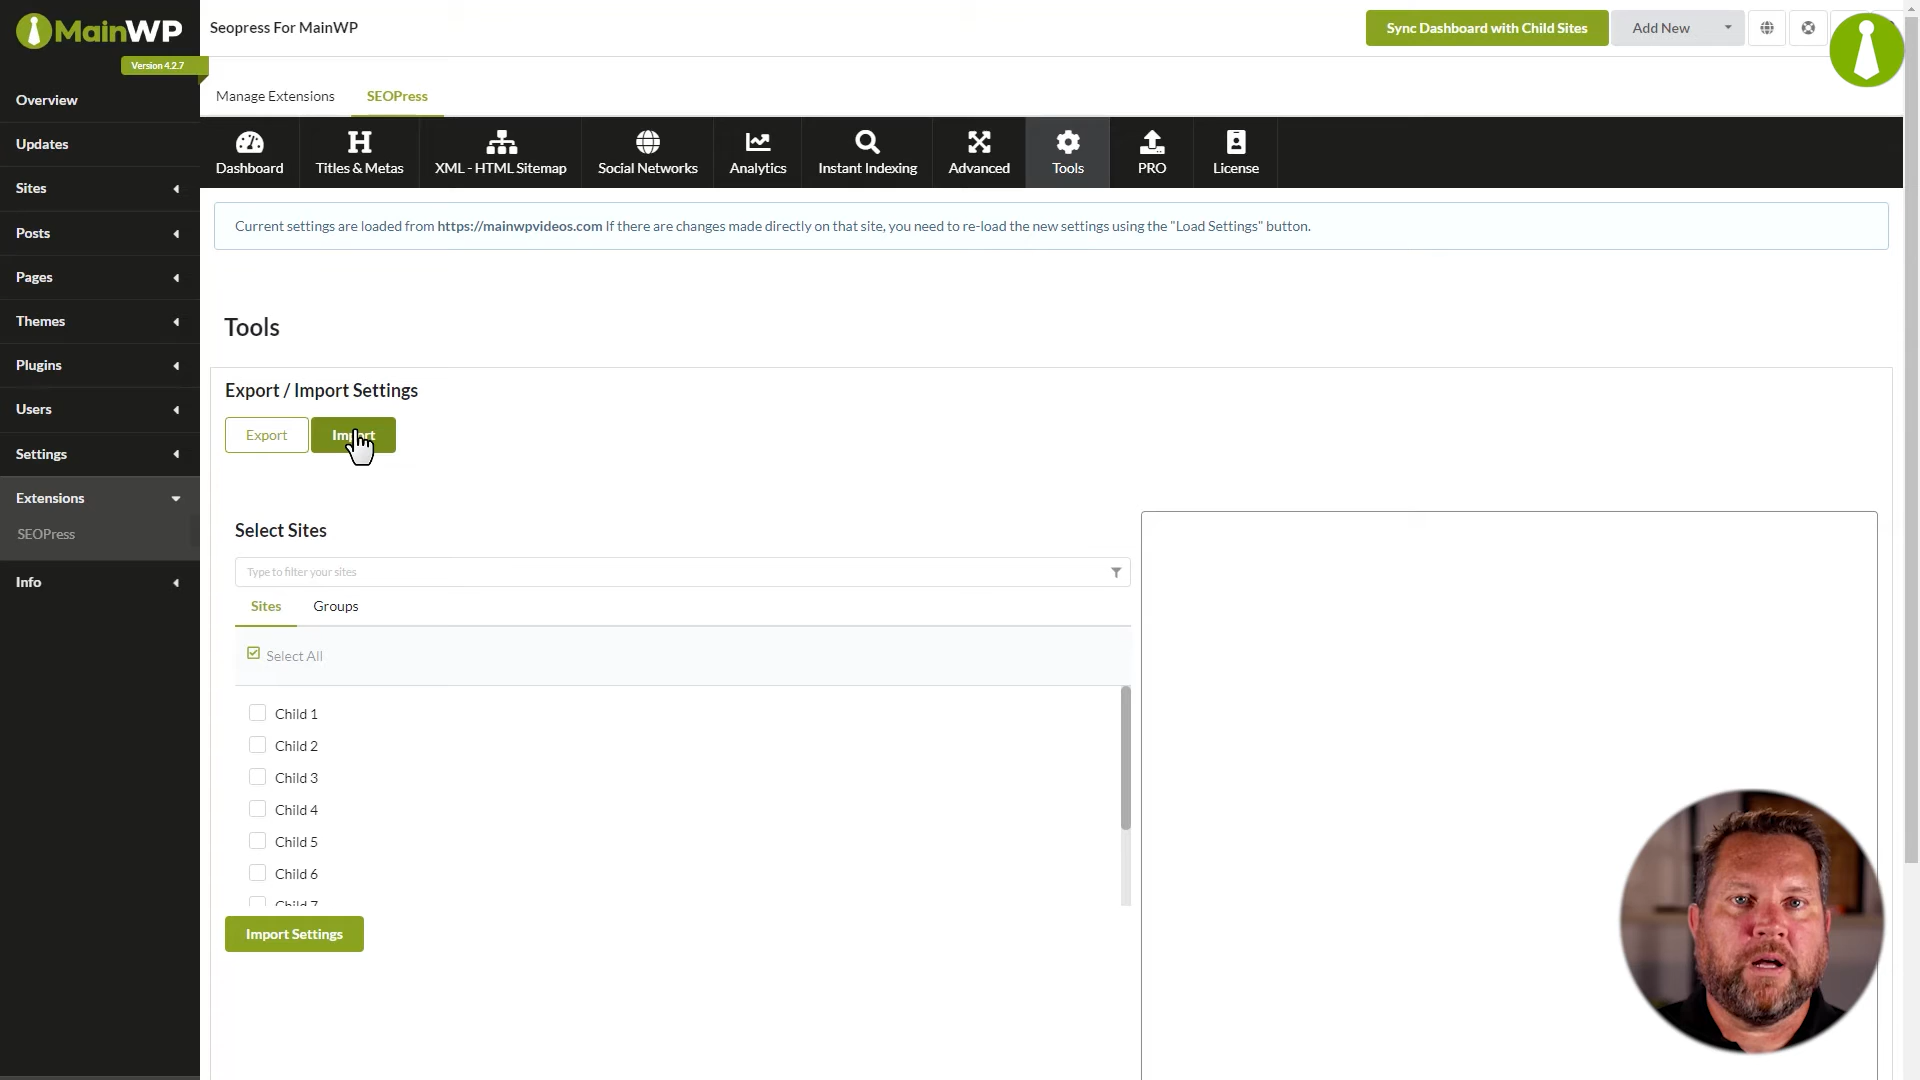 MainWP
Version 4.2.7
Seopress For MainWP
Sync Dashboard with Child Sites
Add New
Overview
Updates
Sites
Posts
Pages
Themes
Plugins
Users
Settings
Extensions
SEOPress
Info
Manage Extensions
SEOPress
Dashboard
Titles & Metas
XML - HTML Sitemap
Social Networks
Analytics
Instant Indexing
Advanced
Tools
PRO
License
Current settings are loaded from https://mainwpvideos.com If there are changes made directly on that site, you need to re-load the new settings using the "Load Settings" button.
Tools
Export / Import Settings
Export
Import
Select Sites
Type to filter your sites
Sites
Groups
Select All
Child 1
Child 2
Child 3
Child 4
Child 5
Child 6
Child 7
Import Settings